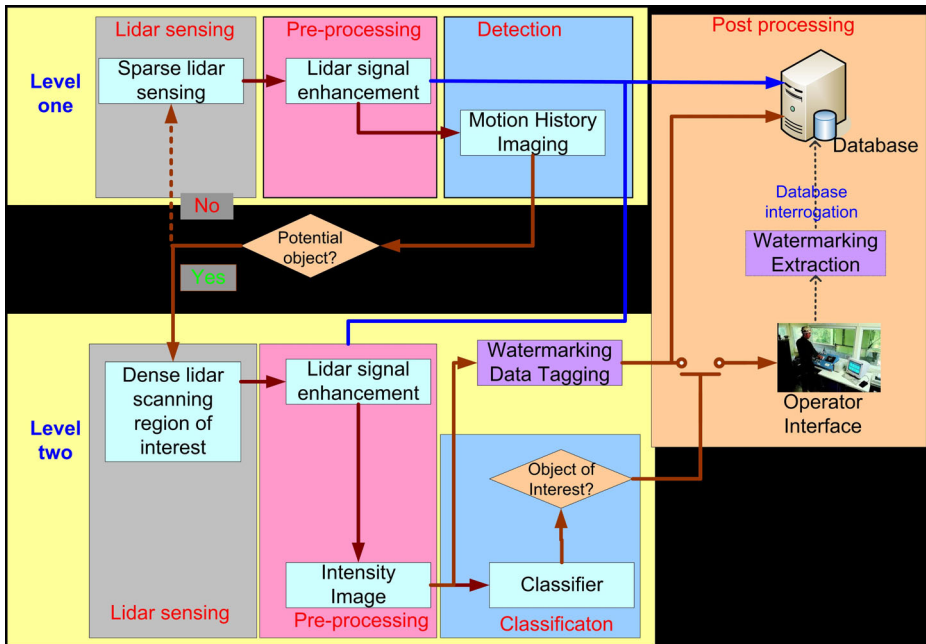 Lidar sensing
Pre-processing
Detection
Post processing
Level
one
Sparse lidar
sensing
Lidar signal
enhancement
Motion History
Imaging
Database
No
Potential
object?
Yes
Database
interrogation
Watermarking
Extraction
Level
two
Dense lidar
scanning
region of
interest
Lidar signal
enhancement
Watermarking
Data Tagging
Operator
Interface
Object of
Interest?
Intensity
Image
Classifier
Lidar sensing
Pre-processing
Classificaton